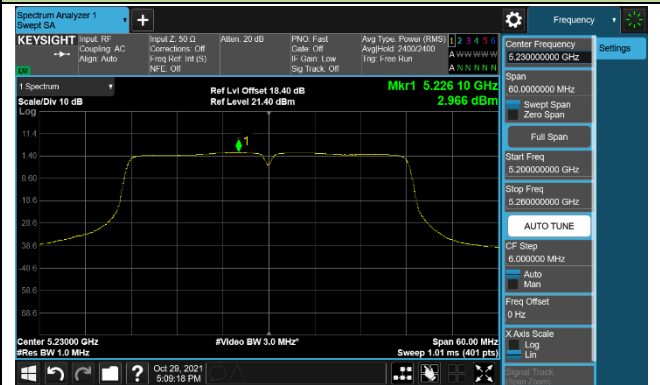 Spectrum Analyzer 1
Swept SA
Frequency
KEYSIGHT
Input: RF
Coupling: AC
Align: Auto
Input Z: 50 Ω
Corrections: Off
Freq Ref: Int (S)
NFE: Off
Atten: 20 dB
PNO: Fast
Gate: Off
IF Gain: Low
Sig Track: Off
Avg Type: Power (RMS)
Avg|Hold: 2400/2400
Trig: Free Run
1 2 3 4 5 6
A W W W W W
A N N N N N
LXI
1 Spectrum
Scale/Div 10 dB
Log
Ref Lvl Offset 18.40 dB
Ref Level 21.40 dBm
Mkr1 5.226 10 GHz
2.966 dBm
11.4
1.40
-8.60
-18.6
-28.6
-38.6
-48.6
-58.6
-68.6
1
Center 5.23000 GHz
#Res BW 1.0 MHz
#Video BW 3.0 MHz*
Span 60.00 MHz
Sweep 1.01 ms (401 pts)
Center Frequency
5.230000000 GHz
Span
60.0000000 MHz
Swept Span
Zero Span
Full Span
Start Freq
5.200000000 GHz
Stop Freq
5.260000000 GHz
AUTO TUNE
CF Step
6.000000 MHz
Auto
Man
Freq Offset
0 Hz
X Axis Scale
Log
Lin
Signal Track
(Span Zoom)
Settings
?
Oct 29, 2021
5:09:18 PM